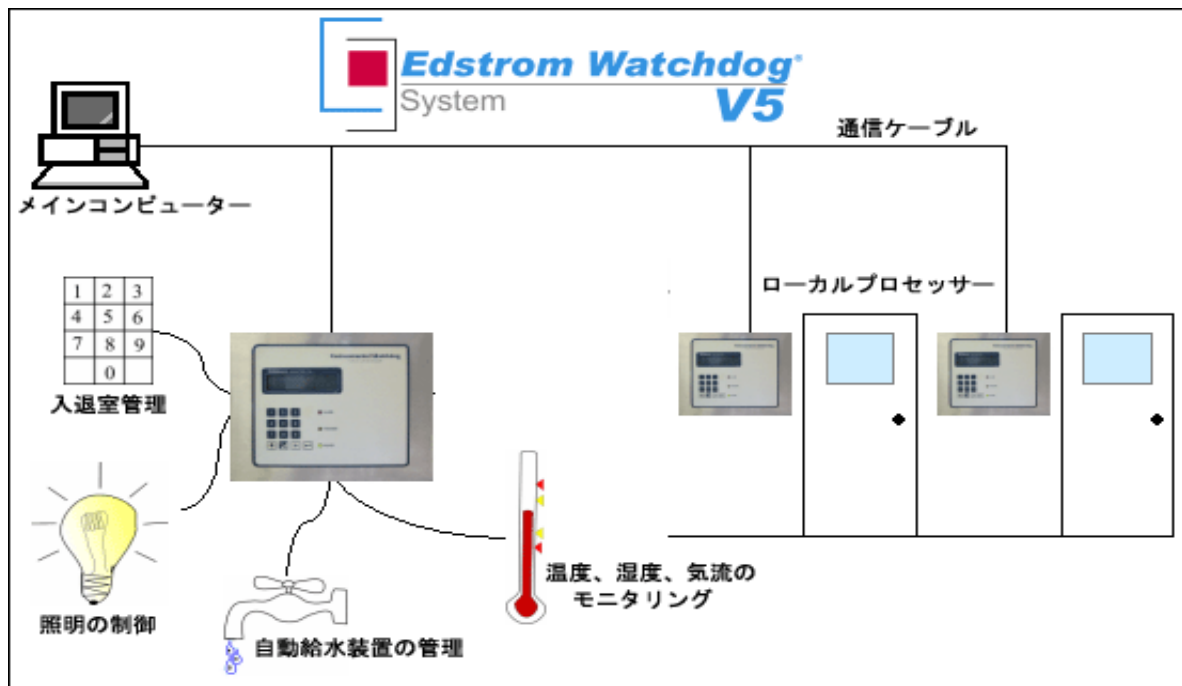 Edstrom Watchdog®
System V5
通信ケーブル
メインコンピューター
ローカルプロセッサー
1 2 3
4 5 6
7 8 9
0
入退室管理
Environmental Watchdog
温度、湿度、気流の
モニタリング
照明の制御
自動給水装置の管理